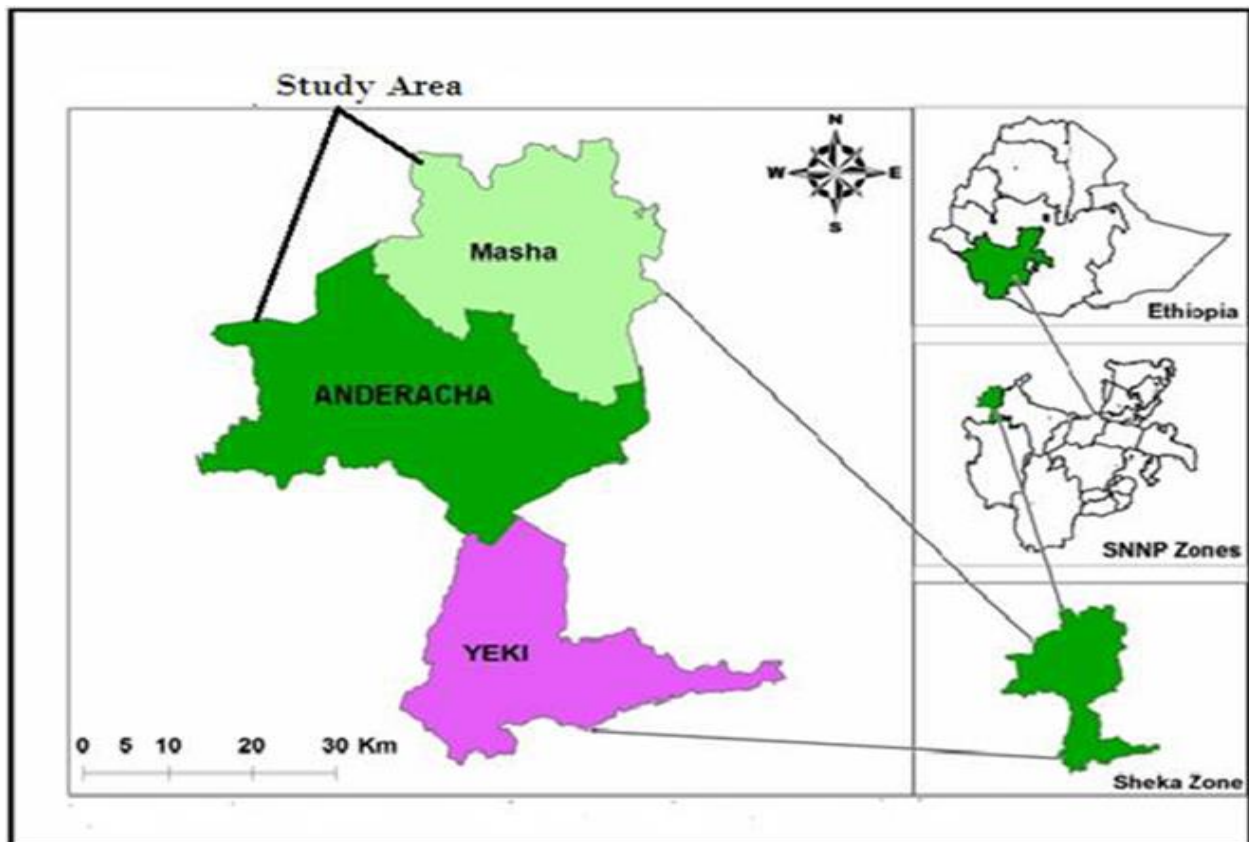 Study Area
N
W E
S
Masha
ANDERACHA
YEKI
0 5 10 20 30 Km
Ethiopia
SNNP Zones
Sheka Zone